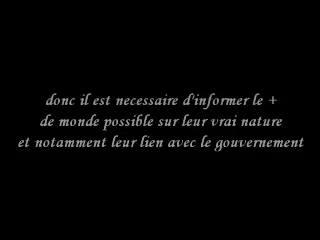 donc il est necessaire d'informer le +
de monde possible sur leur vrai nature
et notamment leur lien avec le gouvernement